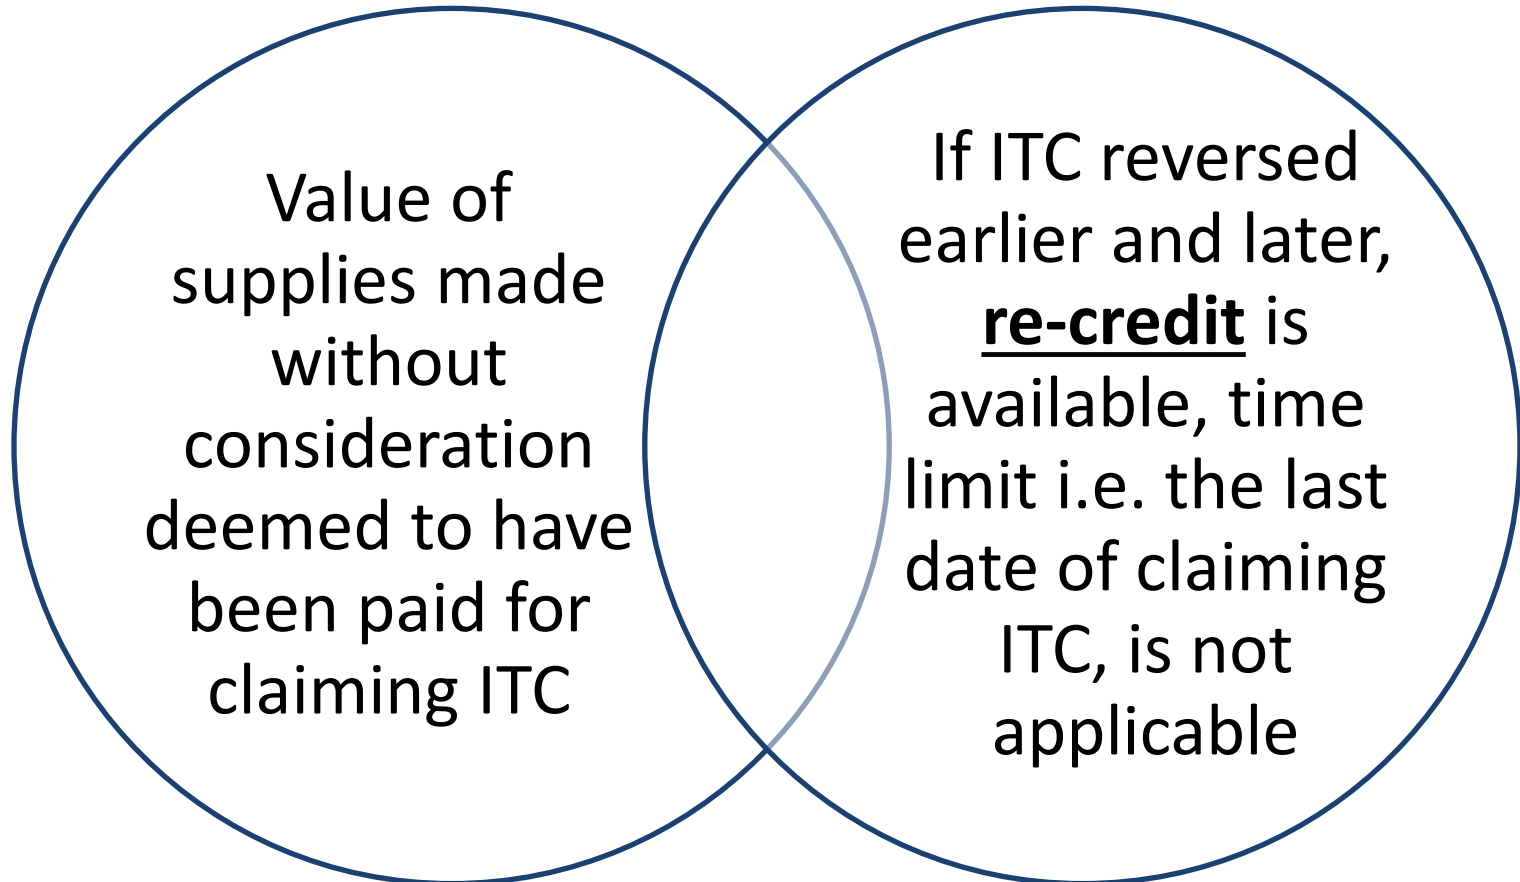 Value of
supplies made
without
consideration
deemed to have
been paid for
claiming ITC
If ITC reversed
earlier and later,
re-credit is
available, time
limit i.e. the last
date of claiming
ITC, is not
applicable